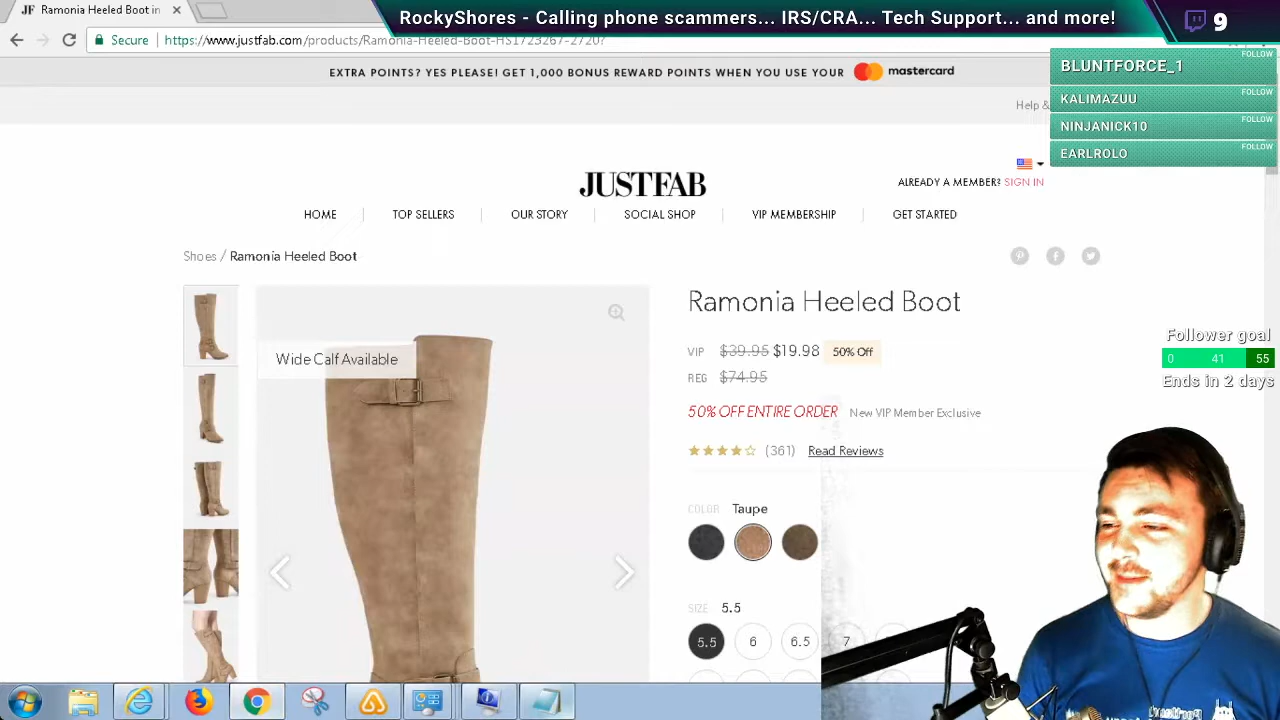 JF Ramonia Heeled Boot in
RockyShores - Calling phone scammers... IRS/CRA... Tech Support... and more!
9
Secure
https://www.justfab.com/products/Ramonia-Heeled-Boot-HS1723267-2720?
EXTRA POINTS? YES PLEASE! GET 1,000 BONUS REWARD POINTS WHEN YOU USE YOUR mastercard
FOLLOW
BLUNTFORCE_1
FOLLOW
KALIMAZUU
FOLLOW
NINJANICK10
FOLLOW
EARLROLO
Help &
JUSTFAB
ALREADY A MEMBER? SIGN IN
HOME
TOP SELLERS
OUR STORY
SOCIAL SHOP
VIP MEMBERSHIP
GET STARTED
Shoes / Ramonia Heeled Boot
Ramonia Heeled Boot
Wide Calf Available
VIP $39.95 $19.98 50% Off
REG $74.95
50% OFF ENTIRE ORDER New VIP Member Exclusive
(361) Read Reviews
Follower goal
0 41 55
Ends in 2 days
COLOR Taupe
SIZE 5.5
5.5 6 6.5 7